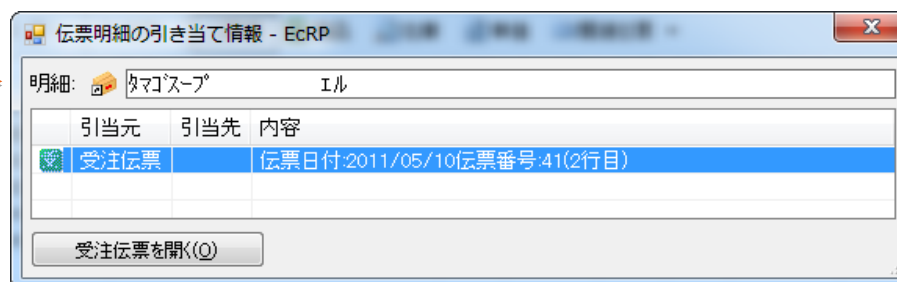 伝票明細の引き当て情報 - EcRP
明細: ﾀﾏｺﾞｽｰﾌﾟ ｴﾙ
引当元 引当先 内容
受 受注伝票 伝票日付:2011/05/10伝票番号:41(2行目)
受注伝票を開く(O)